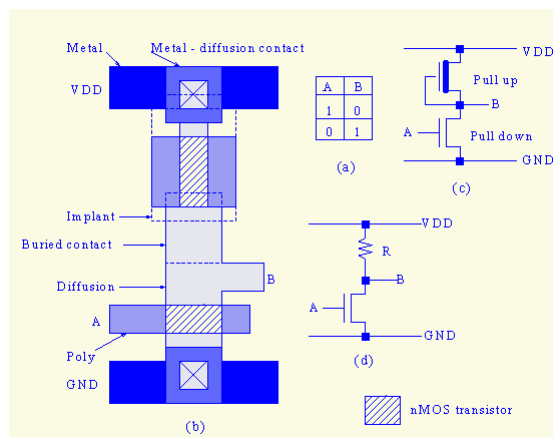 Metal
Metal - diffusion contact
VDD
Implant
Buried contact
Diffusion
B
A
Poly
GND
(b)
A B
1 0
0 1
(a)
VDD
Pull up
B
A
Pull down
GND
(c)
VDD
R
B
A
GND
(d)
nMOS transistor